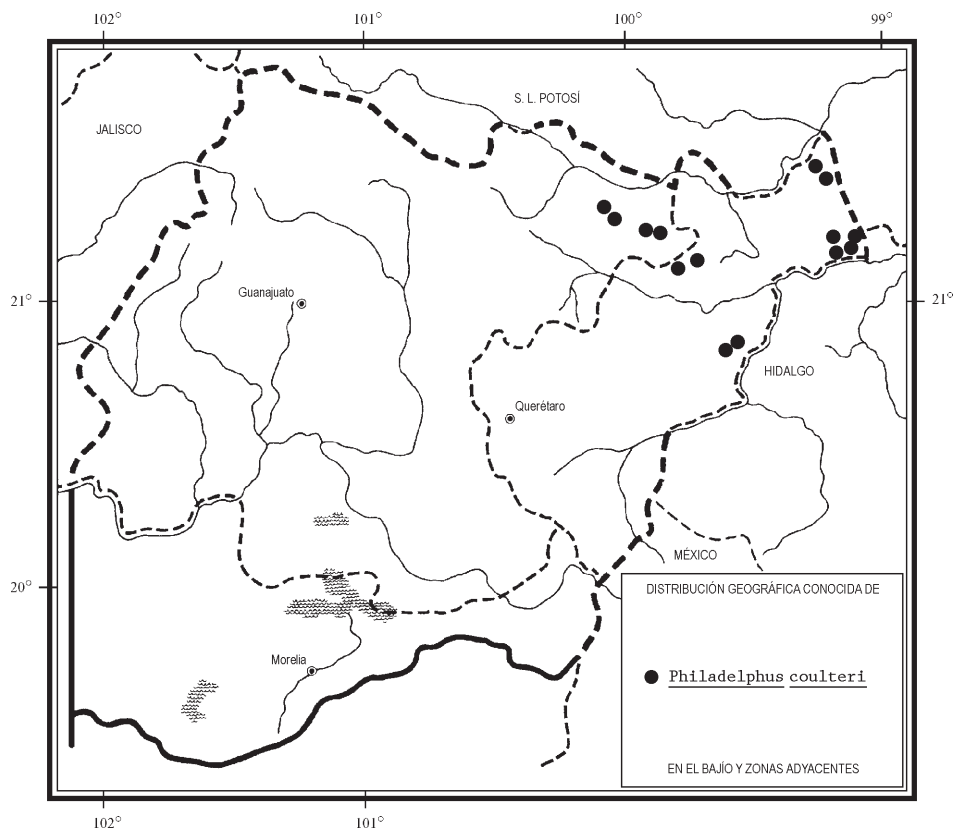 102° 101° 100° 99°
S. L. POTOSÍ
JALISCO
Guanajuato
21° 21°
HIDALGO
Querétaro
MÉXICO
20°
DISTRIBUCIÓN GEOGRÁFICA CONOCIDA DE
Morelia
Philadelphus coulteri
EN EL BAJÍO Y ZONAS ADYACENTES
102° 101°